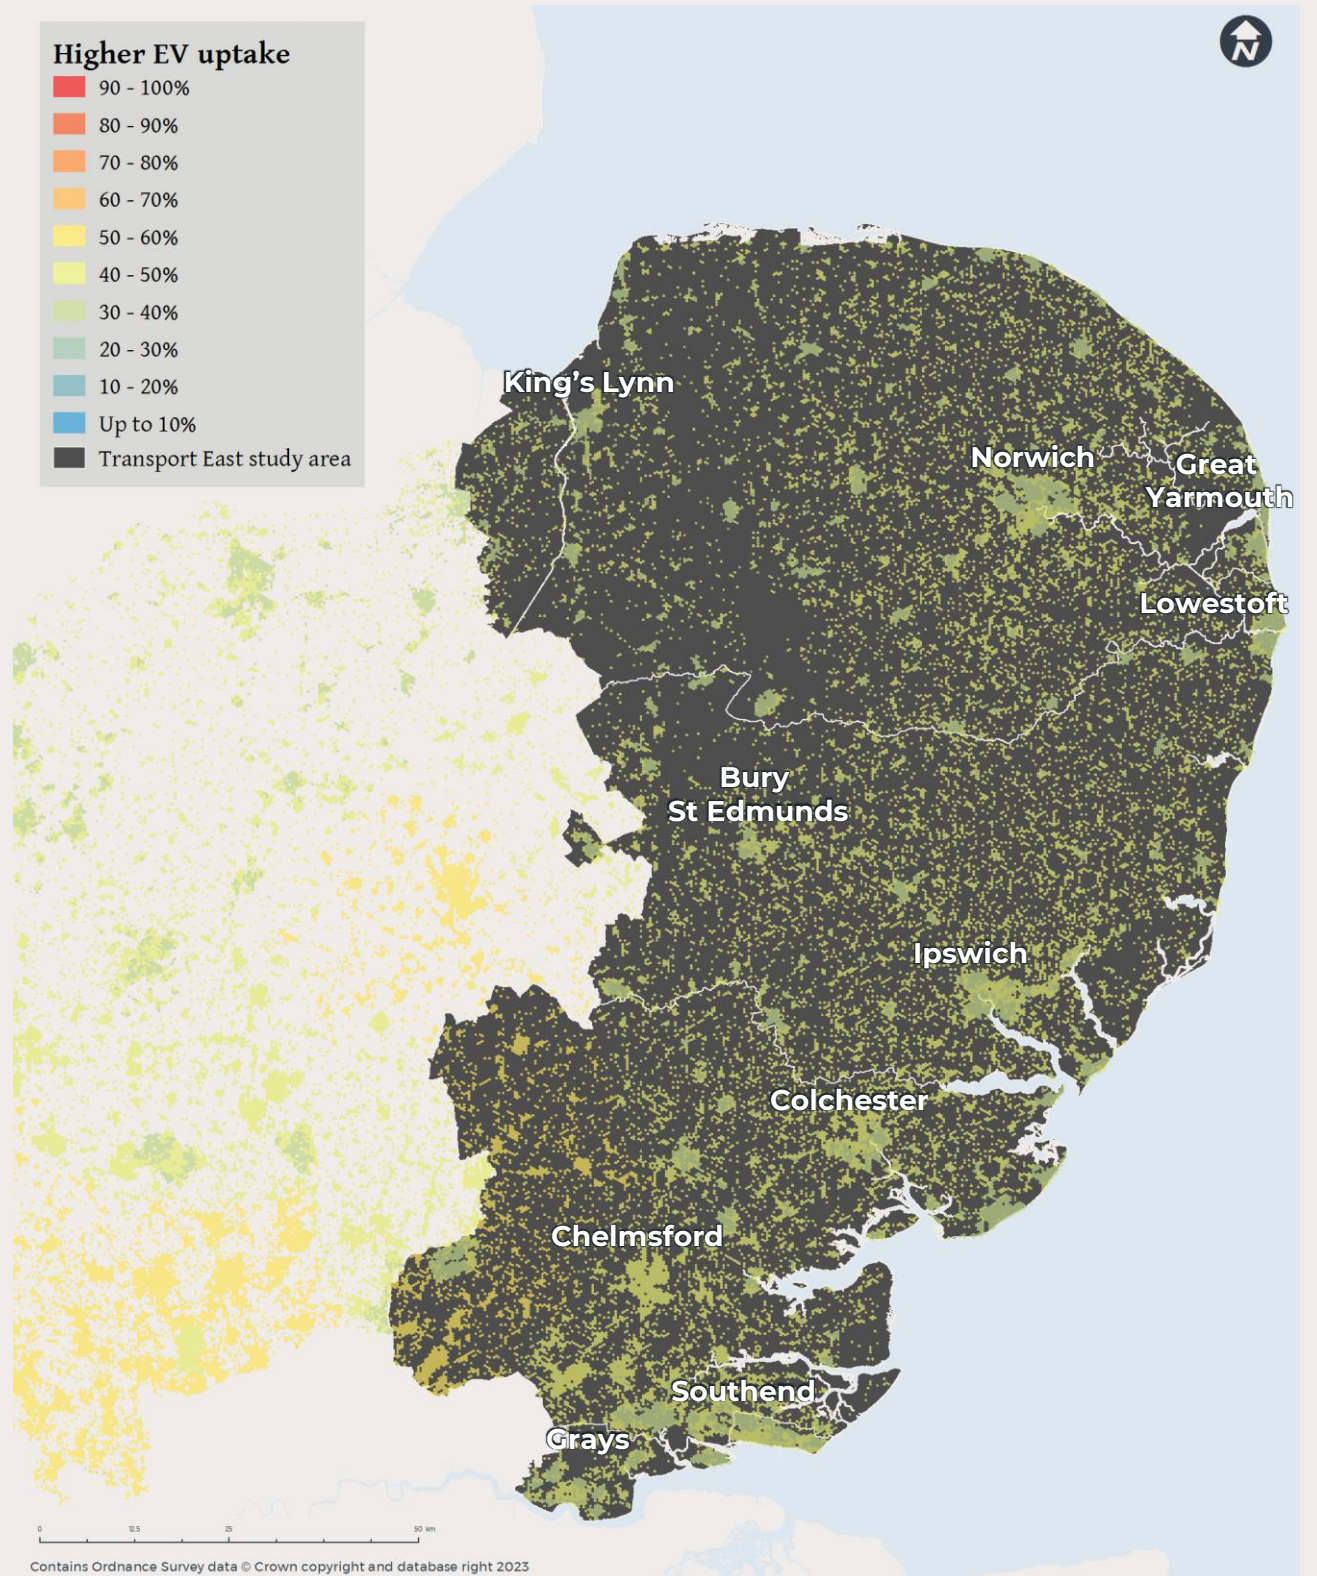 Higher EV uptake
90 - 100%
80 - 90%
70 - 80%
60 - 70%
50 - 60%
40 - 50%
30 - 40%
20 - 30%
10 - 20%
Up to 10%
Transport East study area
N
King's Lynn
Norwich
Great
Yarmouth
Lowestoft
Bury
St Edmunds
Ipswich
Colchester
Chelmsford
Southend
Grays
0 12.5 25 50 km
Contains Ordnance Survey data © Crown copyright and database right 2023